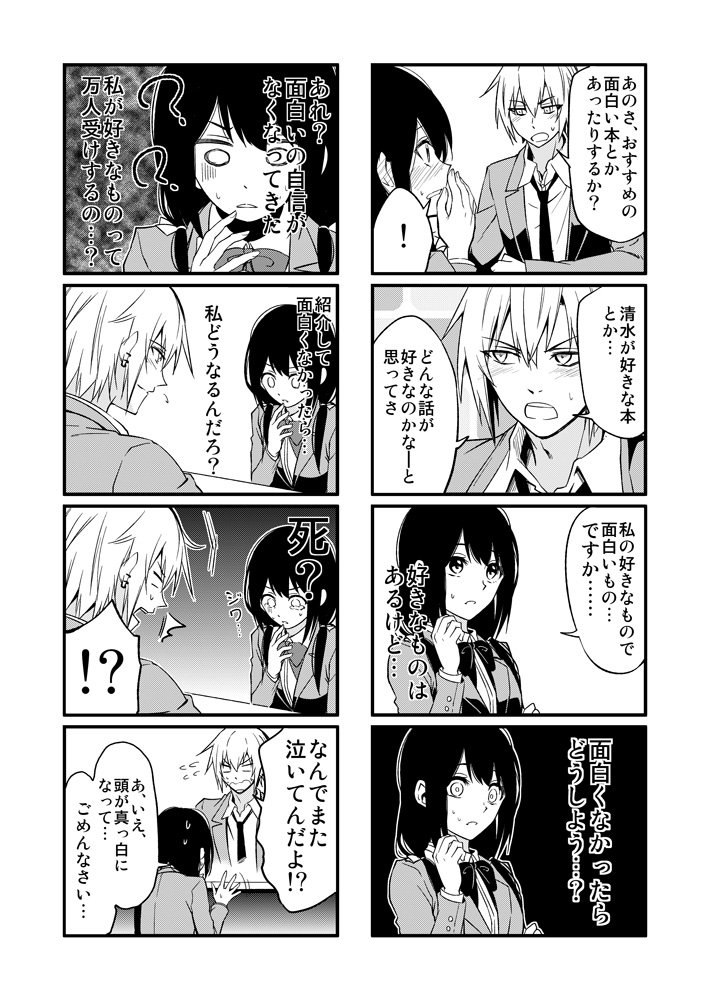 あのさ、おすすめの
面白い本とか
あったりするか?
!
清水が好きな本
とか…
どんな話が
好きなのかなーと
思ってさ
私の好きなもので
面白いもの…
ですか……
好きなものは
あるけど…
面白くなかったら
どうしよう…?
あれ?
面白いの自信が
なくなってきた
私が好きなものって
万人受けするの…?
紹介して
面白くなかったら…
私どうなるんだろ?
死?
ジワ…
!?
なんでまた
泣いてんだよ!?
あ、いえ、
頭が真っ白に
なって…
ごめんなさい…